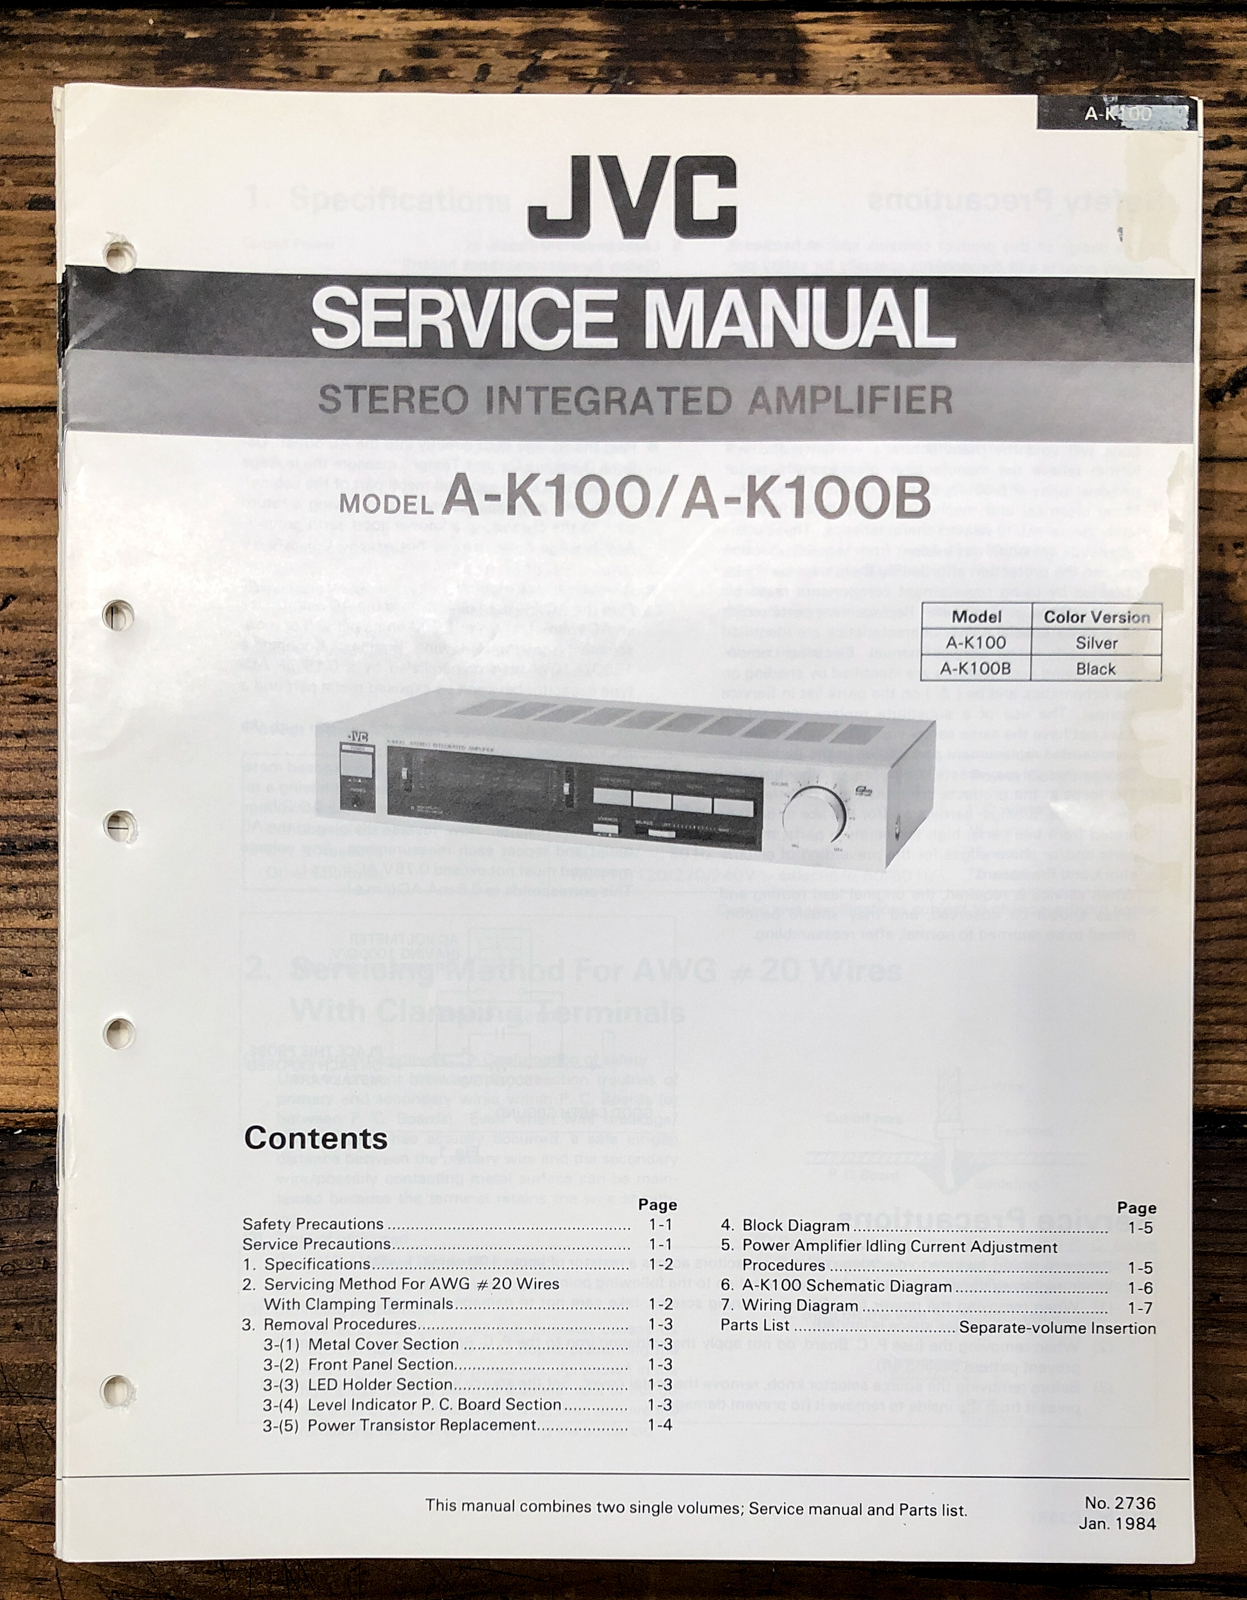 A-K100
JVC
SERVICE MANUAL
STEREO INTEGRATED AMPLIFIER
MODEL A-K100/A-K100B
Model Color Version
A-K100 Silver
A-K100B Black
JVC
STEREO INTEGRATED AMPLIFIER
Contents
Page
Safety Precautions 1-1
Service Precautions 1-1
1. Specifications 1-2
2. Servicing Method For AWG #20 Wires
With Clamping Terminals 1-2
3. Removal Procedures 1-3
3-(1) Metal Cover Section 1-3
3-(2) Front Panel Section 1-3
3-(3) LED Holder Section 1-3
3-(4) Level Indicator P. C. Board Section 1-3
3-(5) Power Transistor Replacement 1-4
Page
4. Block Diagram 1-5
5. Power Amplifier Idling Current Adjustment
Procedures 1-5
6. A-K100 Schematic Diagram 1-6
7. Wiring Diagram 1-7
Parts List Separate-volume Insertion
This manual combines two single volumes; Service manual and Parts list.
No. 2736
Jan. 1984